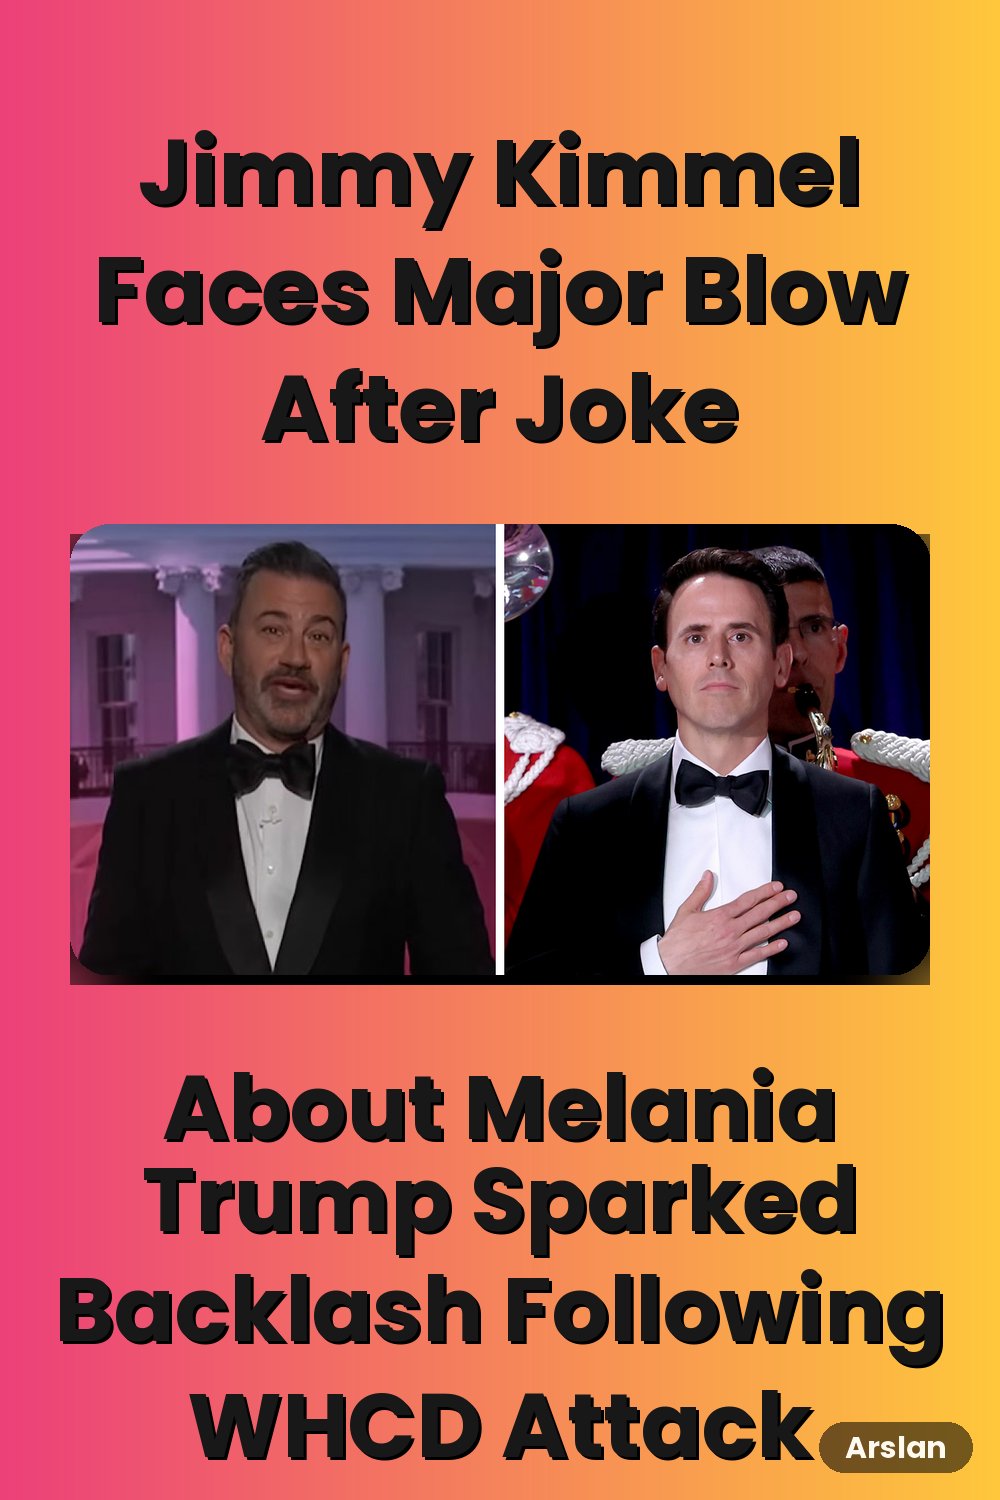 Jimmy Kimmel
Faces Major Blow
After Joke
About Melania
Trump Sparked
Backlash Following
WHCD Attack
Arslan